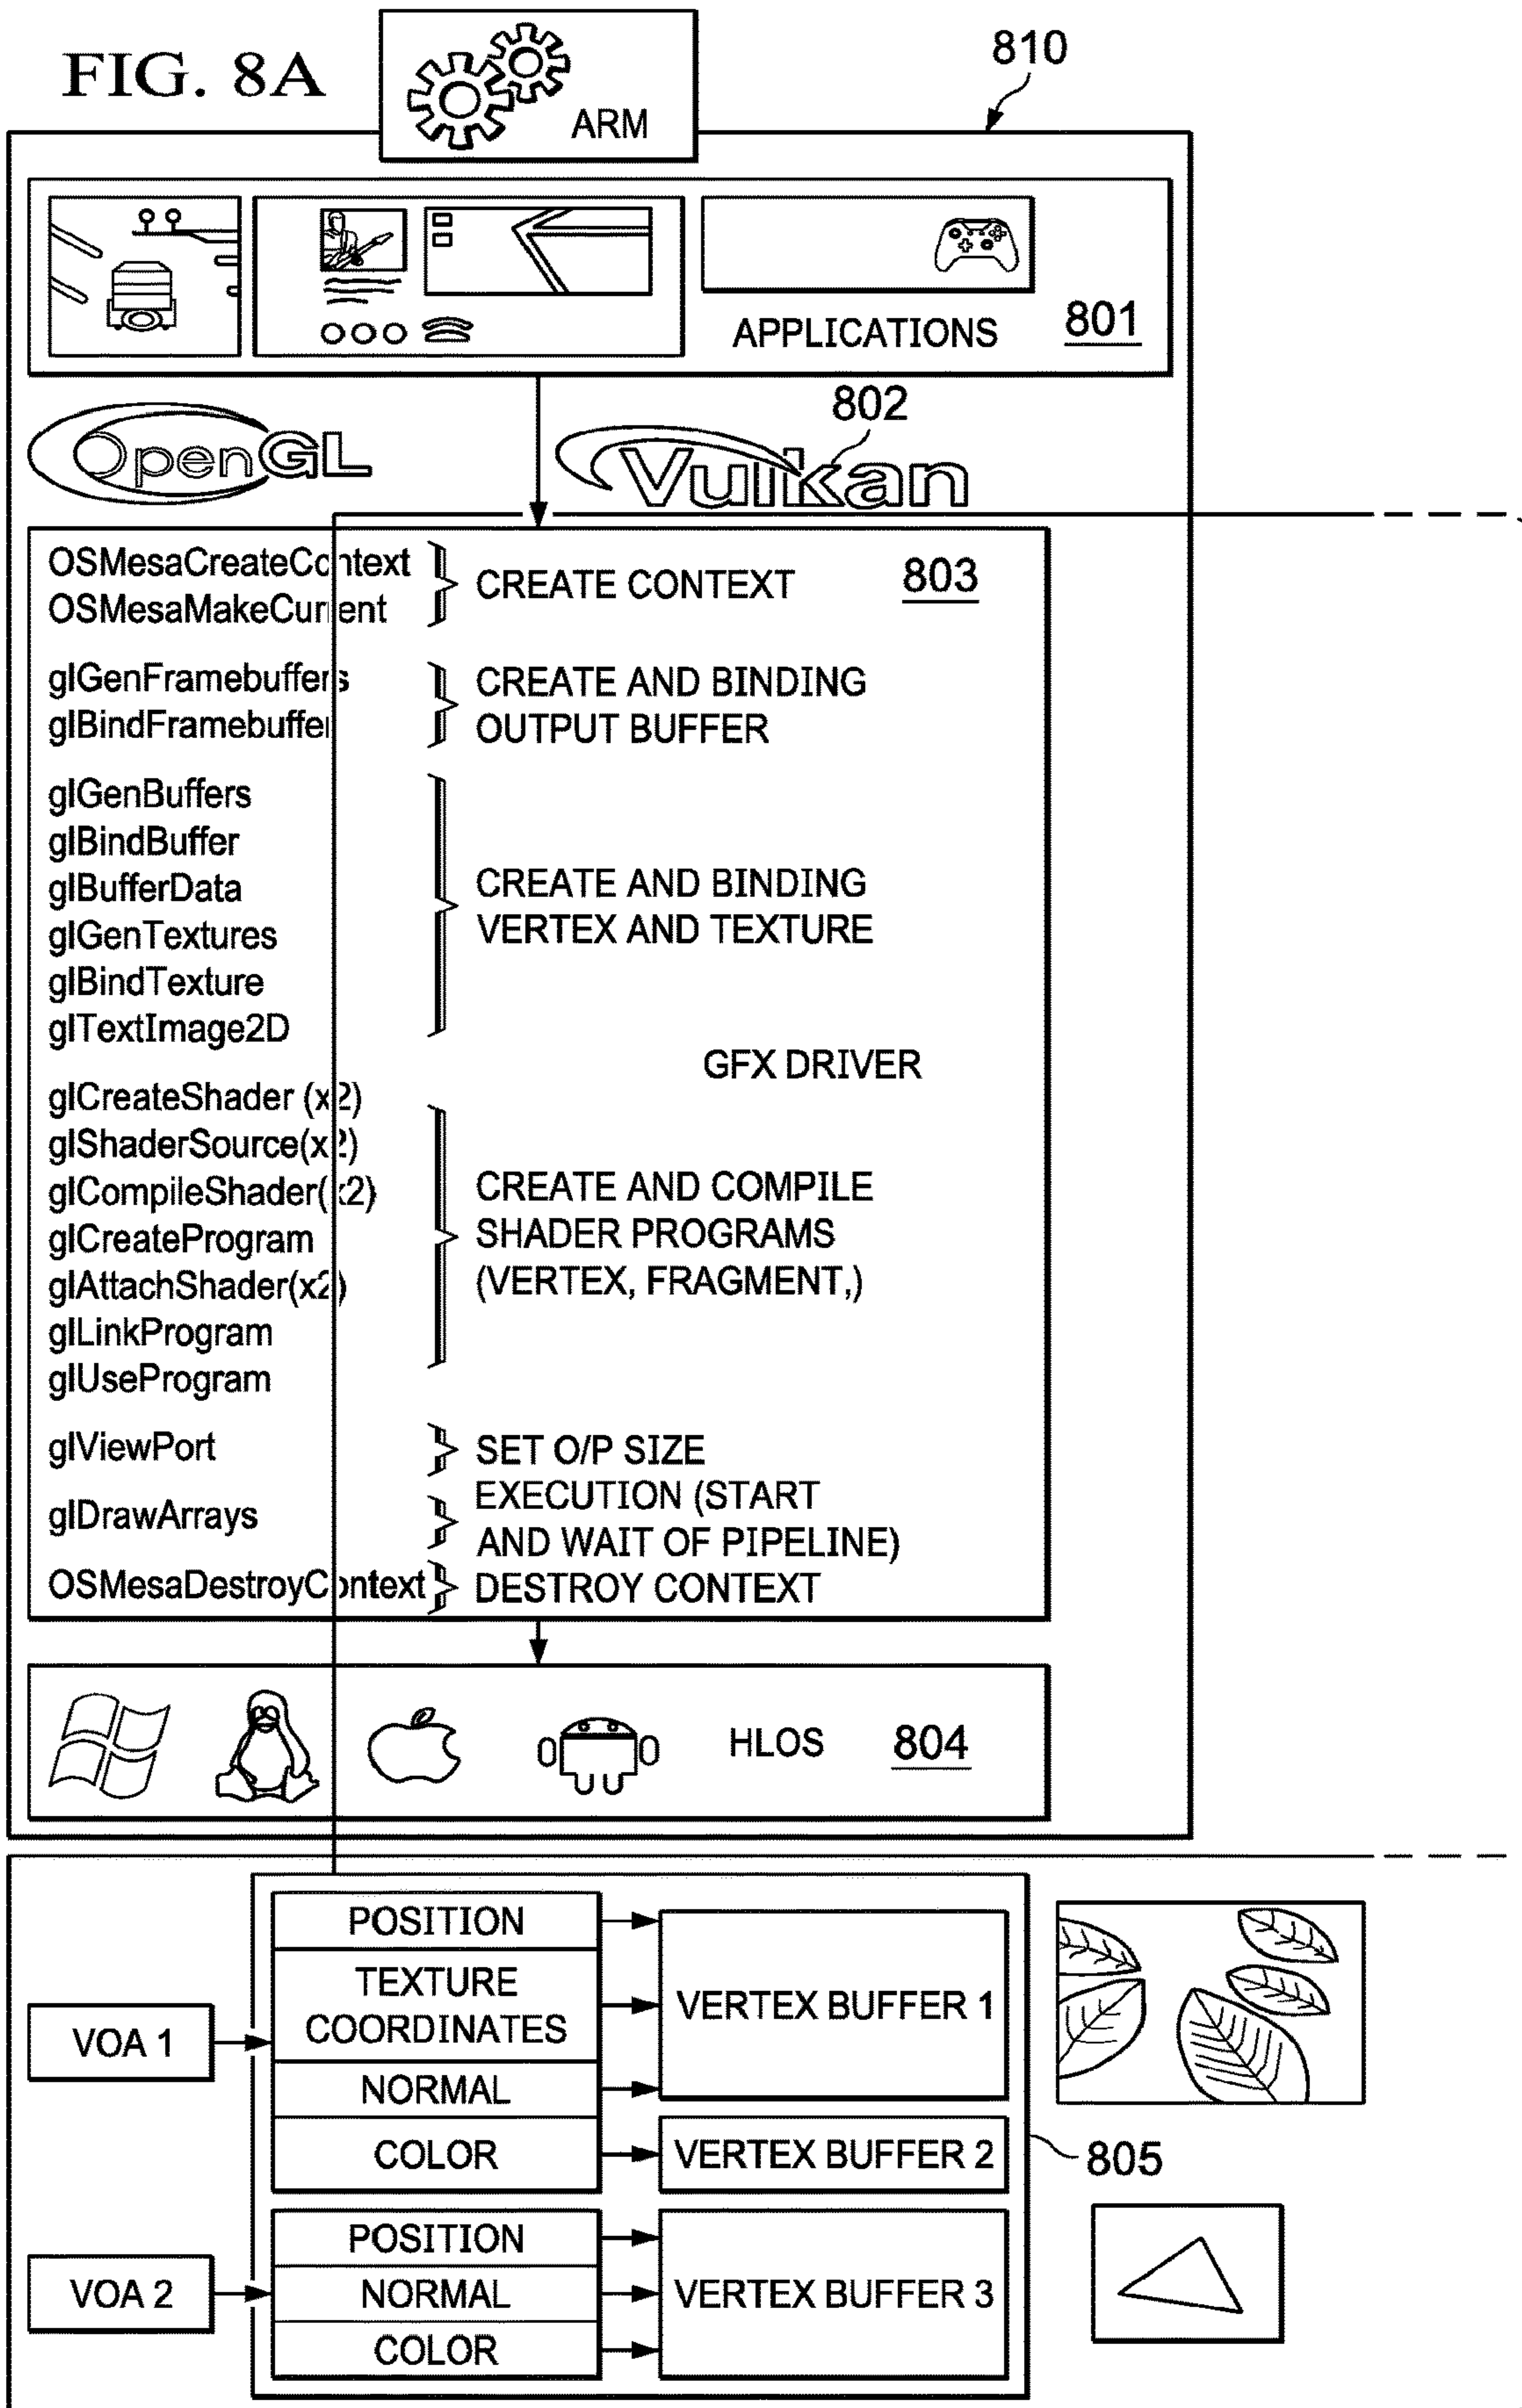 FIG. 8A
ARM
810
APPLICATIONS 801
802
OpenGL Vulkan
OSMesaCreateContext
OSMesaMakeCurrent
CREATE CONTEXT
803
glGenFramebuffers
glBindFramebuffer
CREATE AND BINDING
OUTPUT BUFFER
glGenBuffers
glBindBuffer
glBufferData
glGenTextures
glBindTexture
glTextImage2D
CREATE AND BINDING
VERTEX AND TEXTURE
GFX DRIVER
glCreateShader (x2)
glShaderSource(x2)
glCompileShader(x2)
glCreateProgram
glAttachShader(x2)
glLinkProgram
glUseProgram
CREATE AND COMPILE
SHADER PROGRAMS
(VERTEX, FRAGMENT,)
glViewPort
SET O/P SIZE
glDrawArrays
EXECUTION (START
AND WAIT OF PIPELINE)
OSMesaDestroyContext
DESTROY CONTEXT
HLOS 804
VOA 1
POSITION
TEXTURE
COORDINATES
NORMAL
COLOR
VERTEX BUFFER 1
VERTEX BUFFER 2
805
VOA 2
POSITION
NORMAL
COLOR
VERTEX BUFFER 3